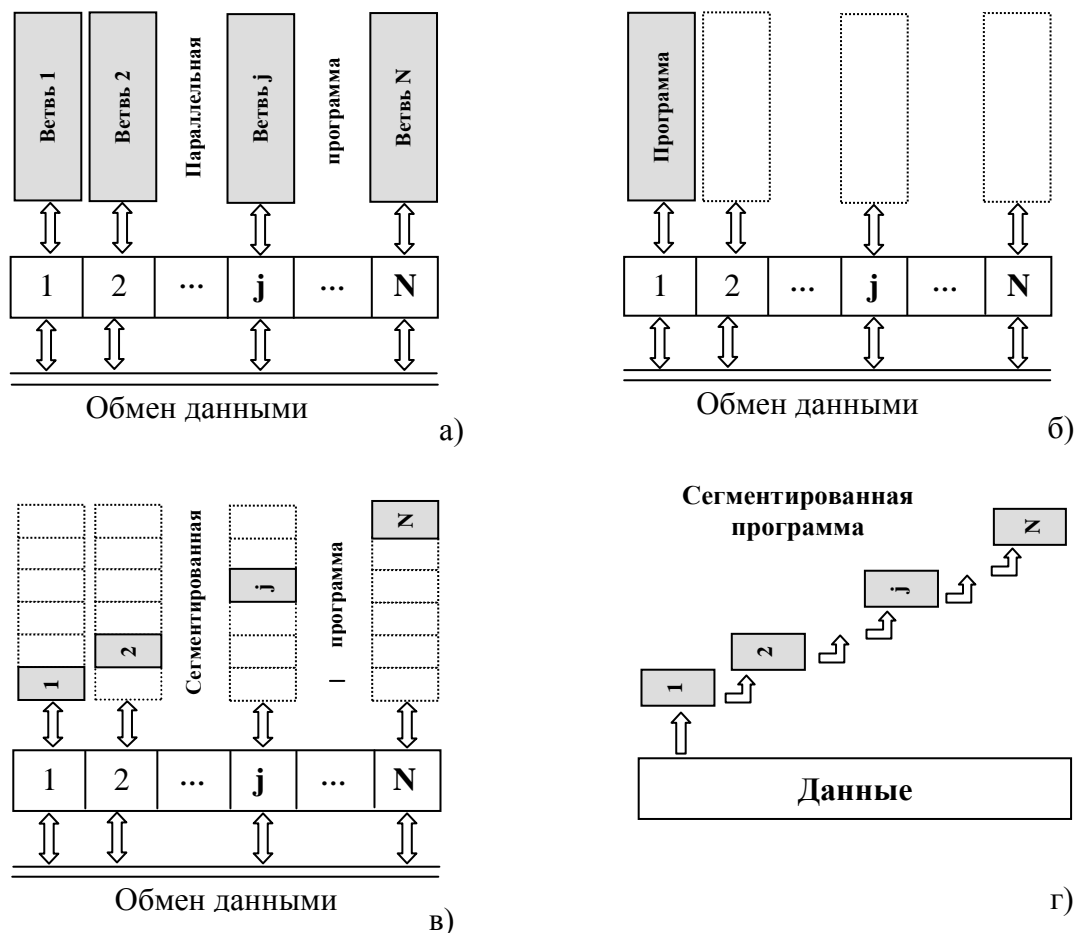 Ветвь 1
Ветвь 2
Параллельная
Ветвь j
программа
Ветвь N
1 2 ... j ... N
Обмен данными
а)
Программа
1 2 ... j ... N
Обмен данными
б)
1
2
Сегментированная
j
программа
N
1 2 ... j ... N
Обмен данными
в)
Сегментированная
программа
N
j
2
1
Данные
г)